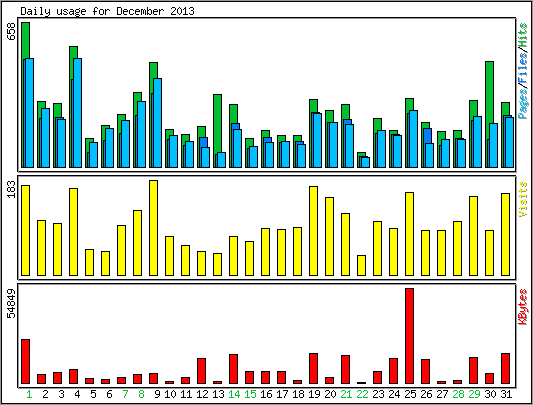 Daily usage for December 2013
658
Pages/Files/Hits
183
Visits
54849
KBytes
1 2 3 4 5 6 7 8 9 10 11 12 13 14 15 16 17 18 19 20 21 22 23 24 25 26 27 28 29 30 31